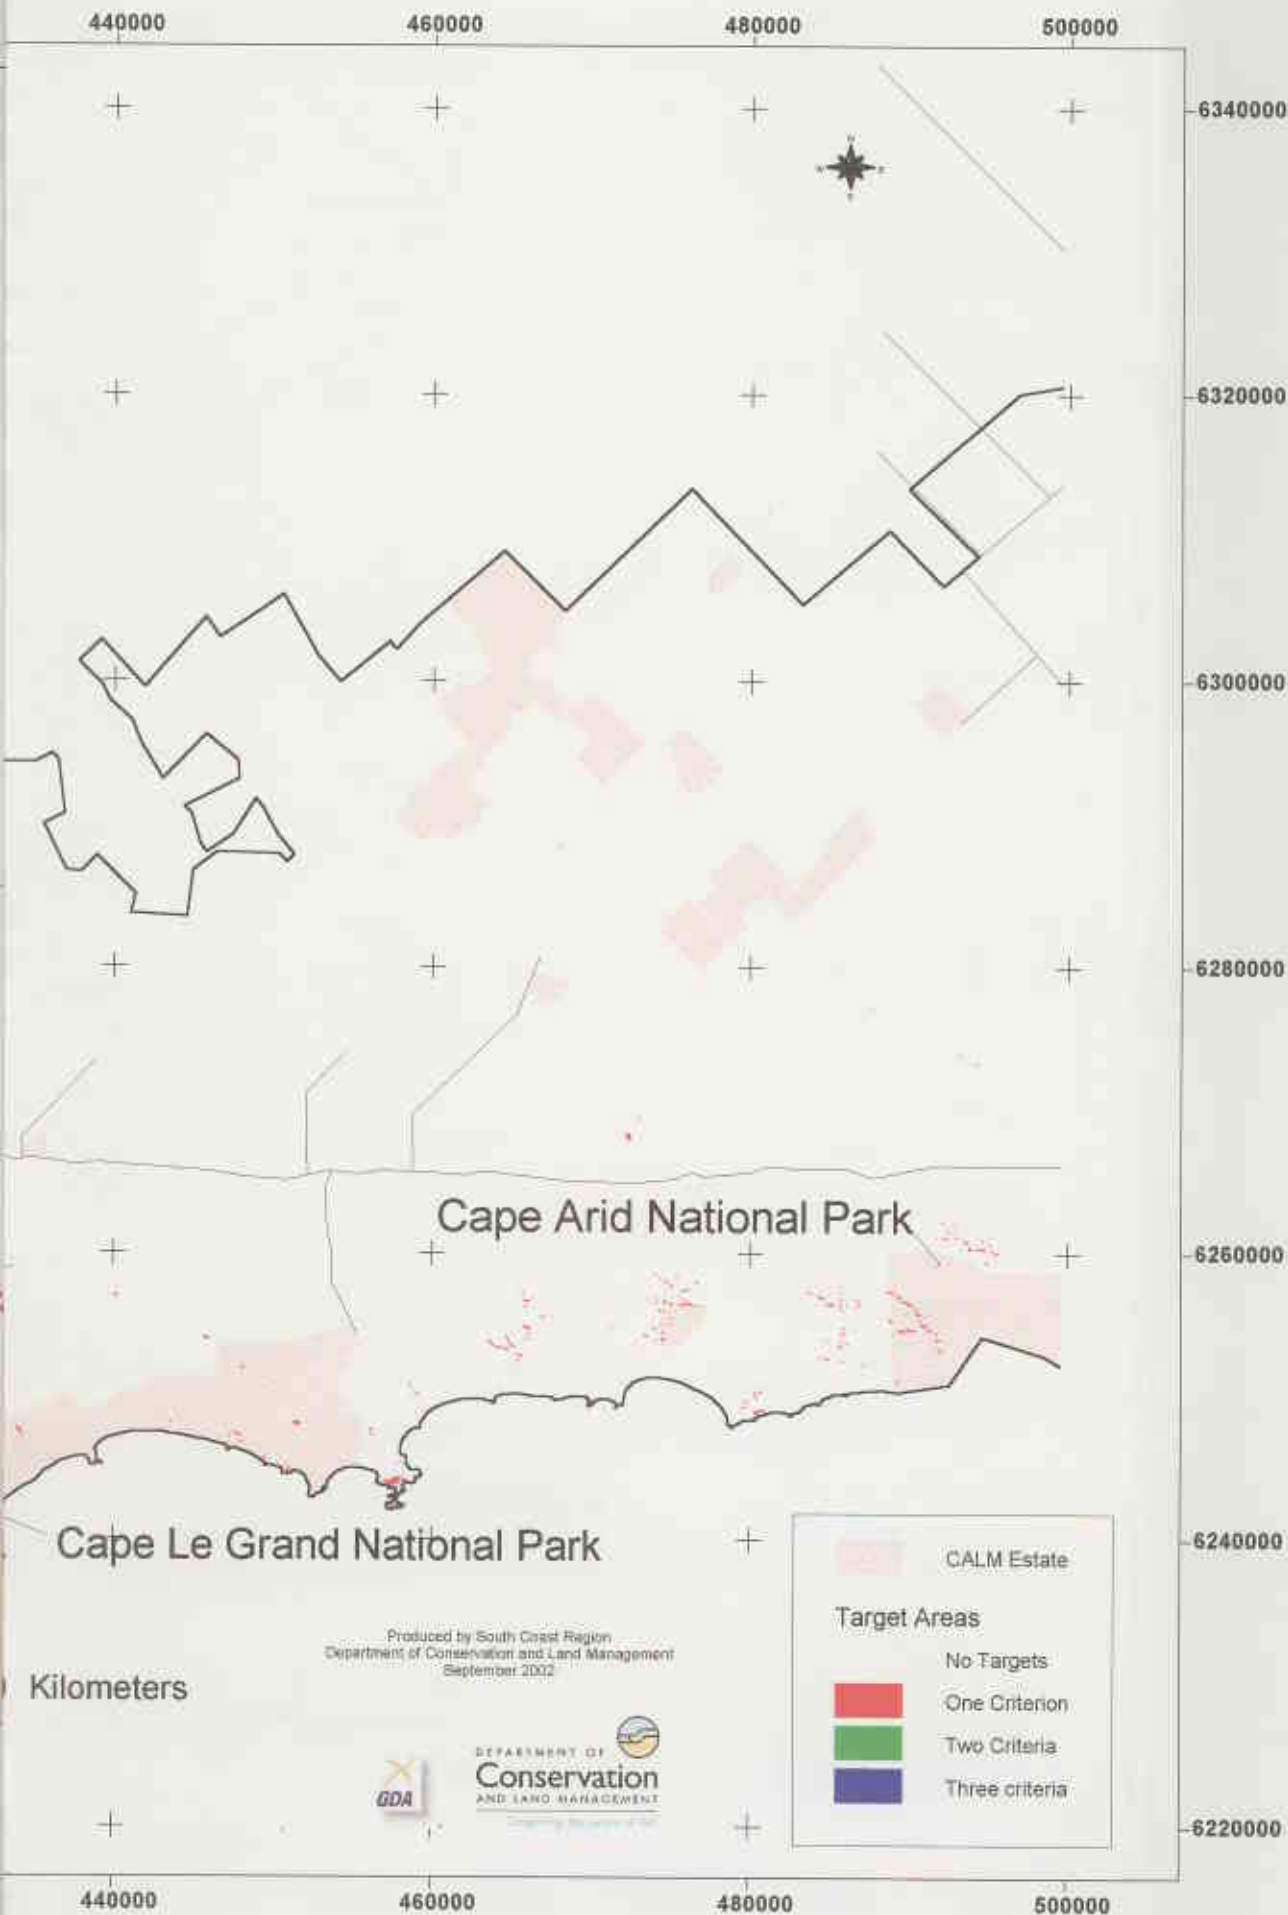 440000 460000 480000 500000
6340000
N
W E
S
6320000
6300000
6280000
Cape Arid National Park
6260000
Cape Le Grand National Park
6240000
CALM Estate
Target Areas
No Targets
One Criterion
Two Criteria
Three criteria
Produced by South Coast Region
Department of Conservation and Land Management
September 2002
Kilometers
GDA
DEPARTMENT OF
Conservation
AND LAND MANAGEMENT
6220000
440000 460000 480000 500000